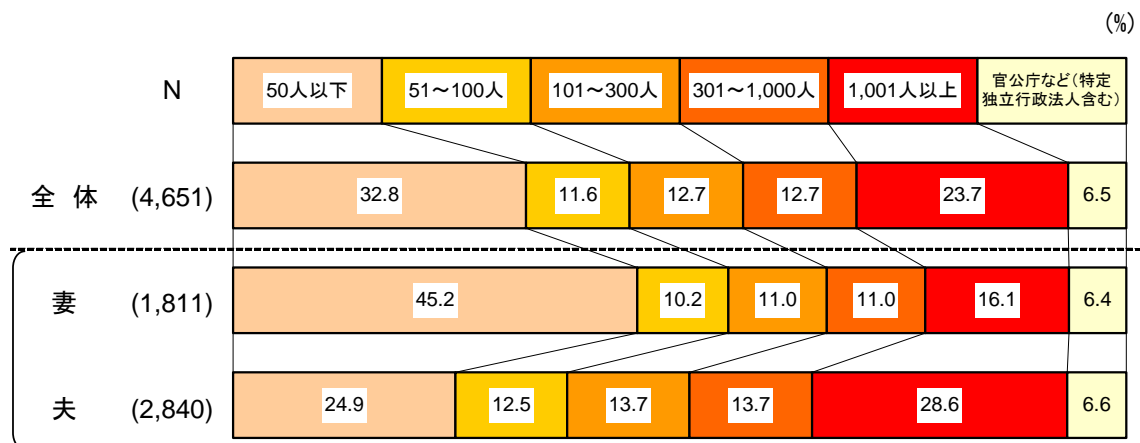 (%)
N
50人以下
51～100人
101～300人
301～1,000人
1,001人以上
官公庁など(特定
独立行政法人含む)
全 体 (4,651)
32.8
11.6
12.7
12.7
23.7
6.5
妻 (1,811)
45.2
10.2
11.0
11.0
16.1
6.4
夫 (2,840)
24.9
12.5
13.7
13.7
28.6
6.6